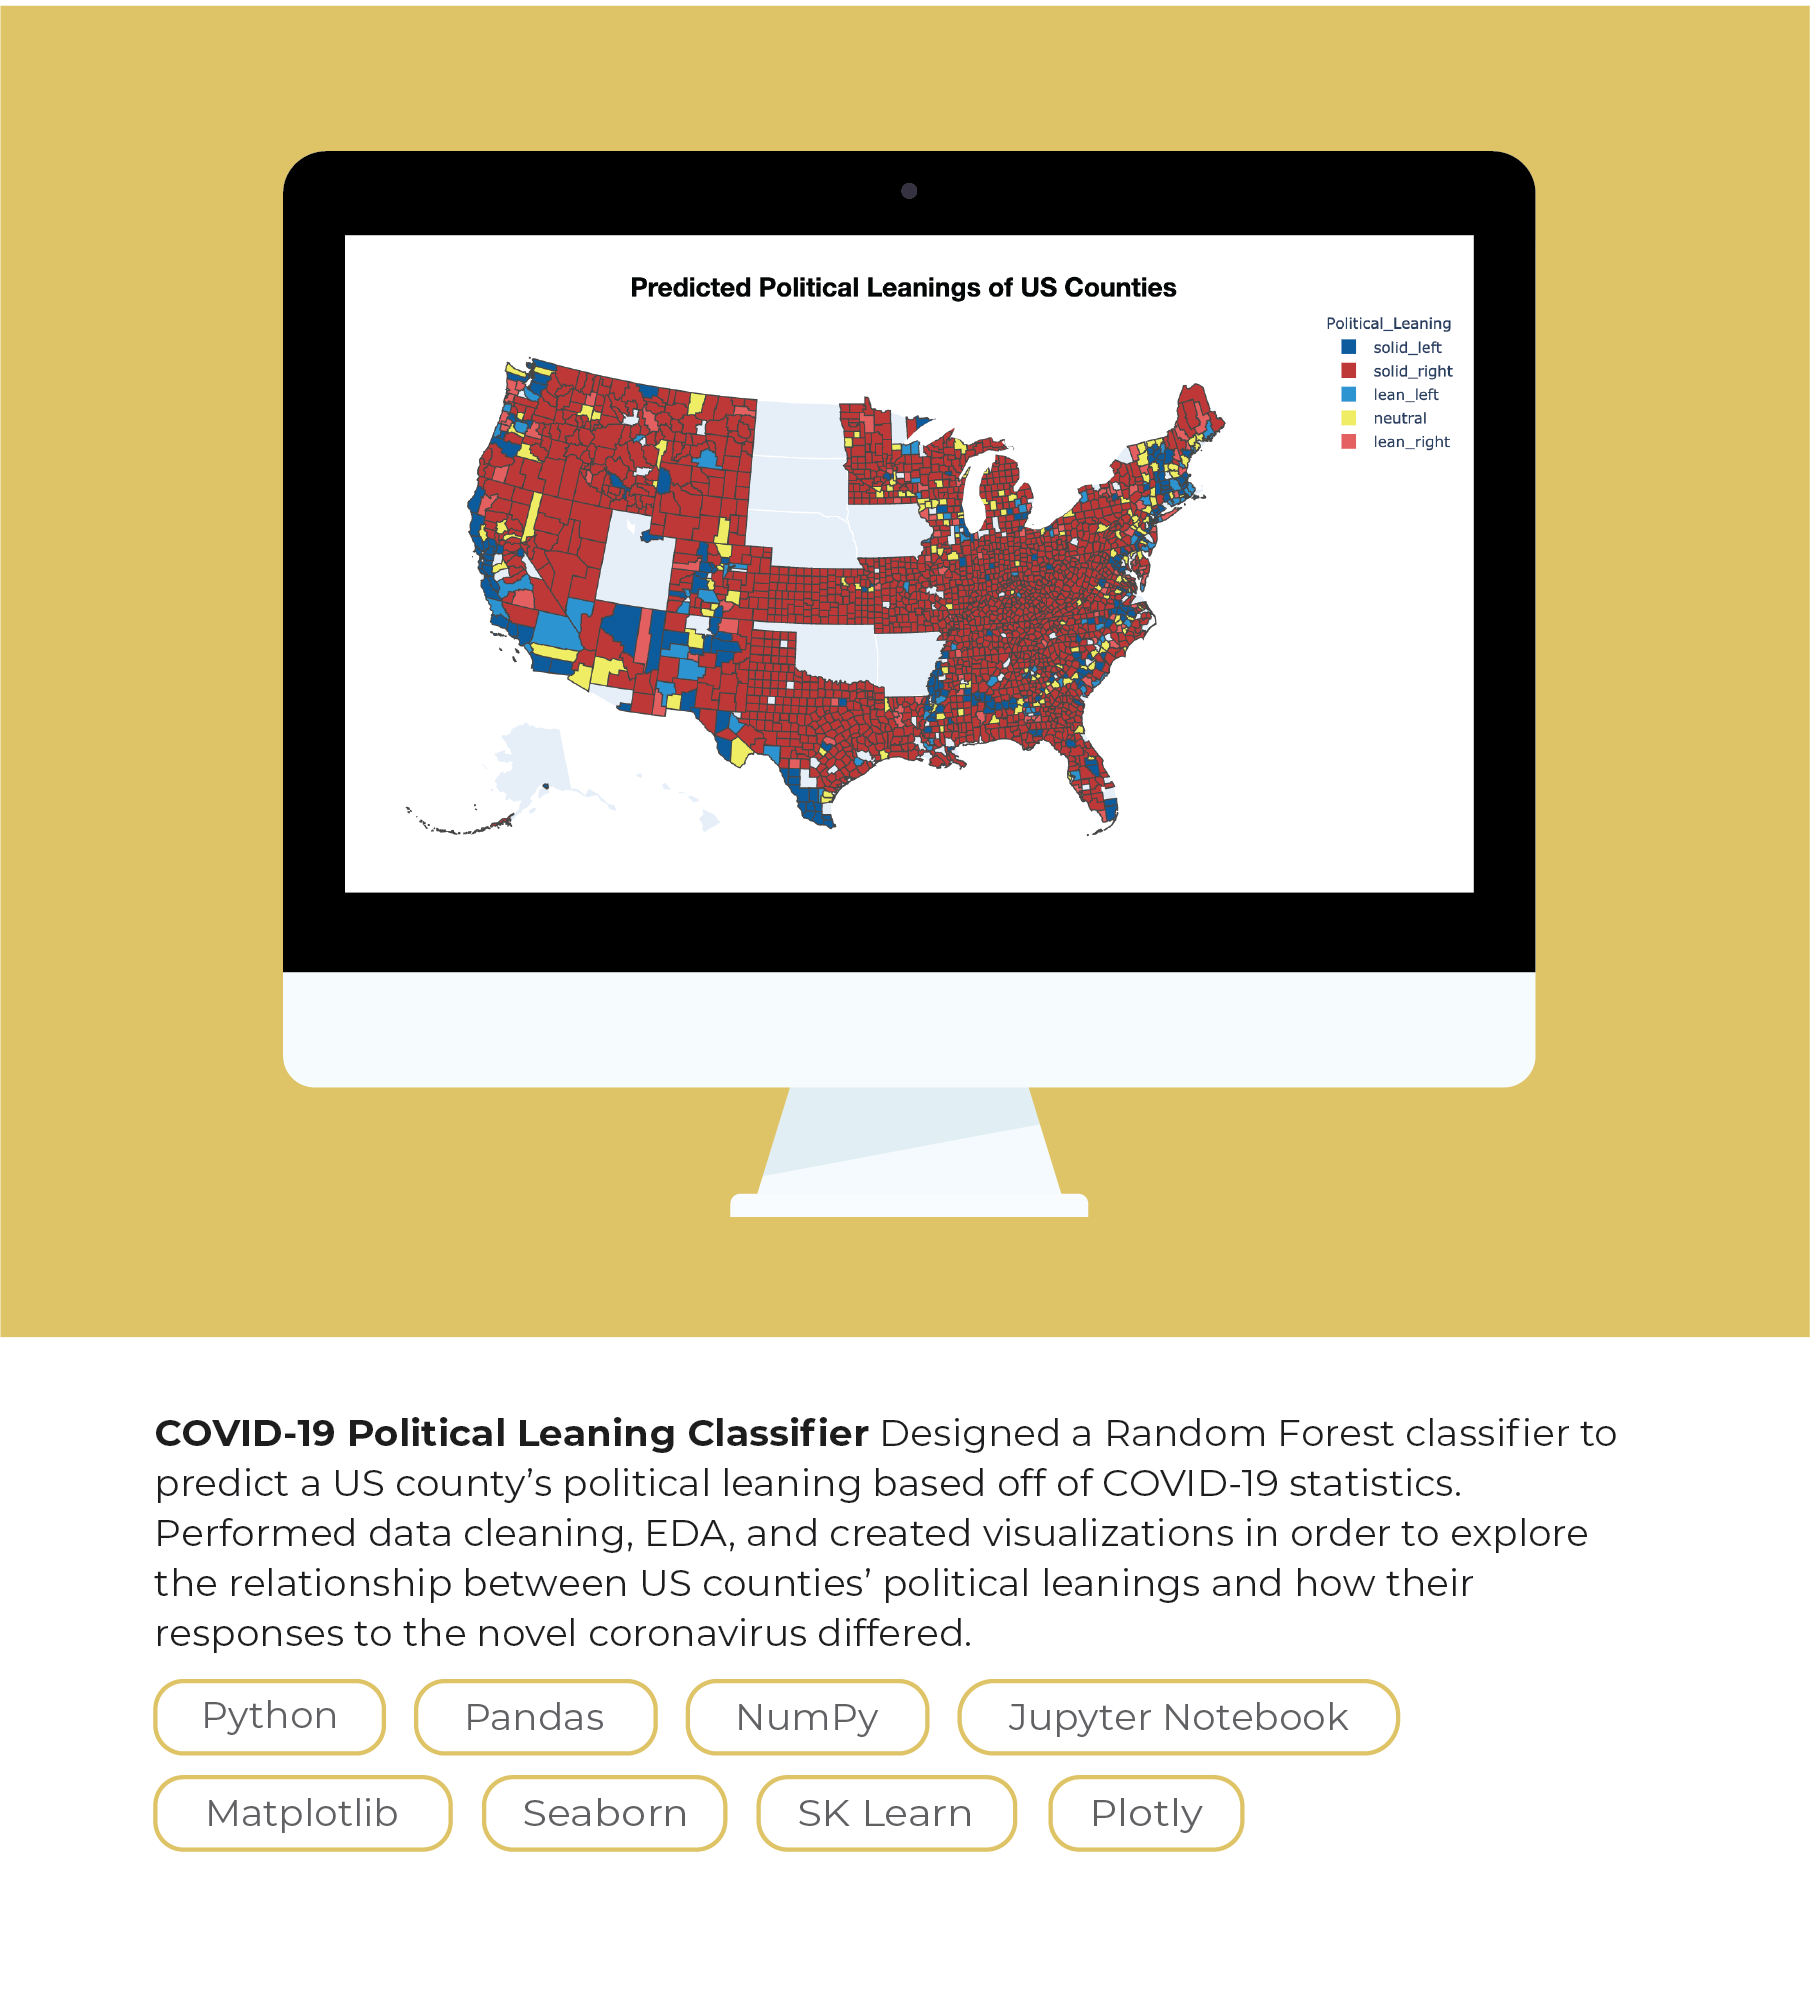 Predicted Political Leanings of US Counties
Political_Leaning
solid_left
solid_right
lean_left
neutral
lean_right
COVID-19 Political Leaning Classifier Designed a Random Forest classifier to
predict a US county’s political leaning based off of COVID-19 statistics.
Performed data cleaning, EDA, and created visualizations in order to explore
the relationship between US counties’ political leanings and how their
responses to the novel coronavirus differed.
Python Pandas NumPy Jupyter Notebook
Matplotlib Seaborn SK Learn Plotly